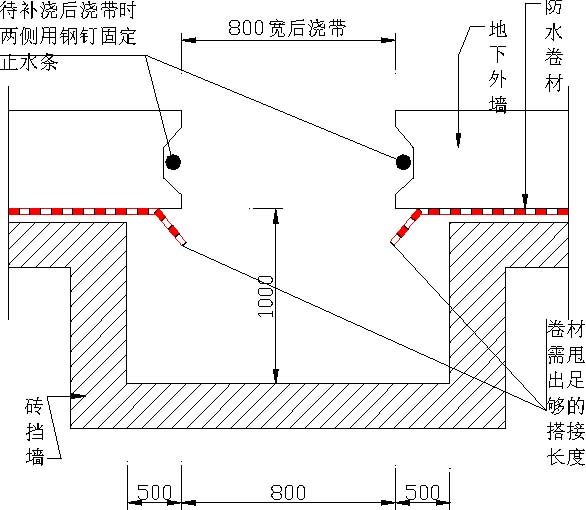 待补浇后浇带时
两侧用钢钉固定
止水条
800宽后浇带
地下外墙
防水卷材
1000
卷材
需甩
出足
够的
搭接
长度
砖挡墙
500
800
500